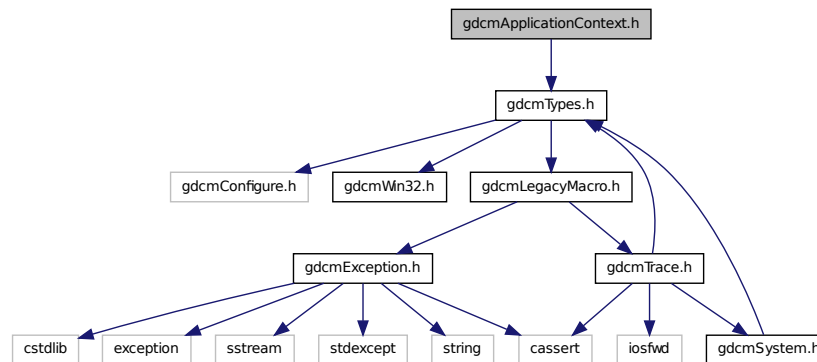 gdcmApplicationContext.h
gdcmTypes.h
gdcmConfigure.h
gdcmWin32.h
gdcmLegacyMacro.h
gdcmException.h
gdcmTrace.h
cstdlib
exception
sstream
stdexcept
string
cassert
iosfwd
gdcmSystem.h